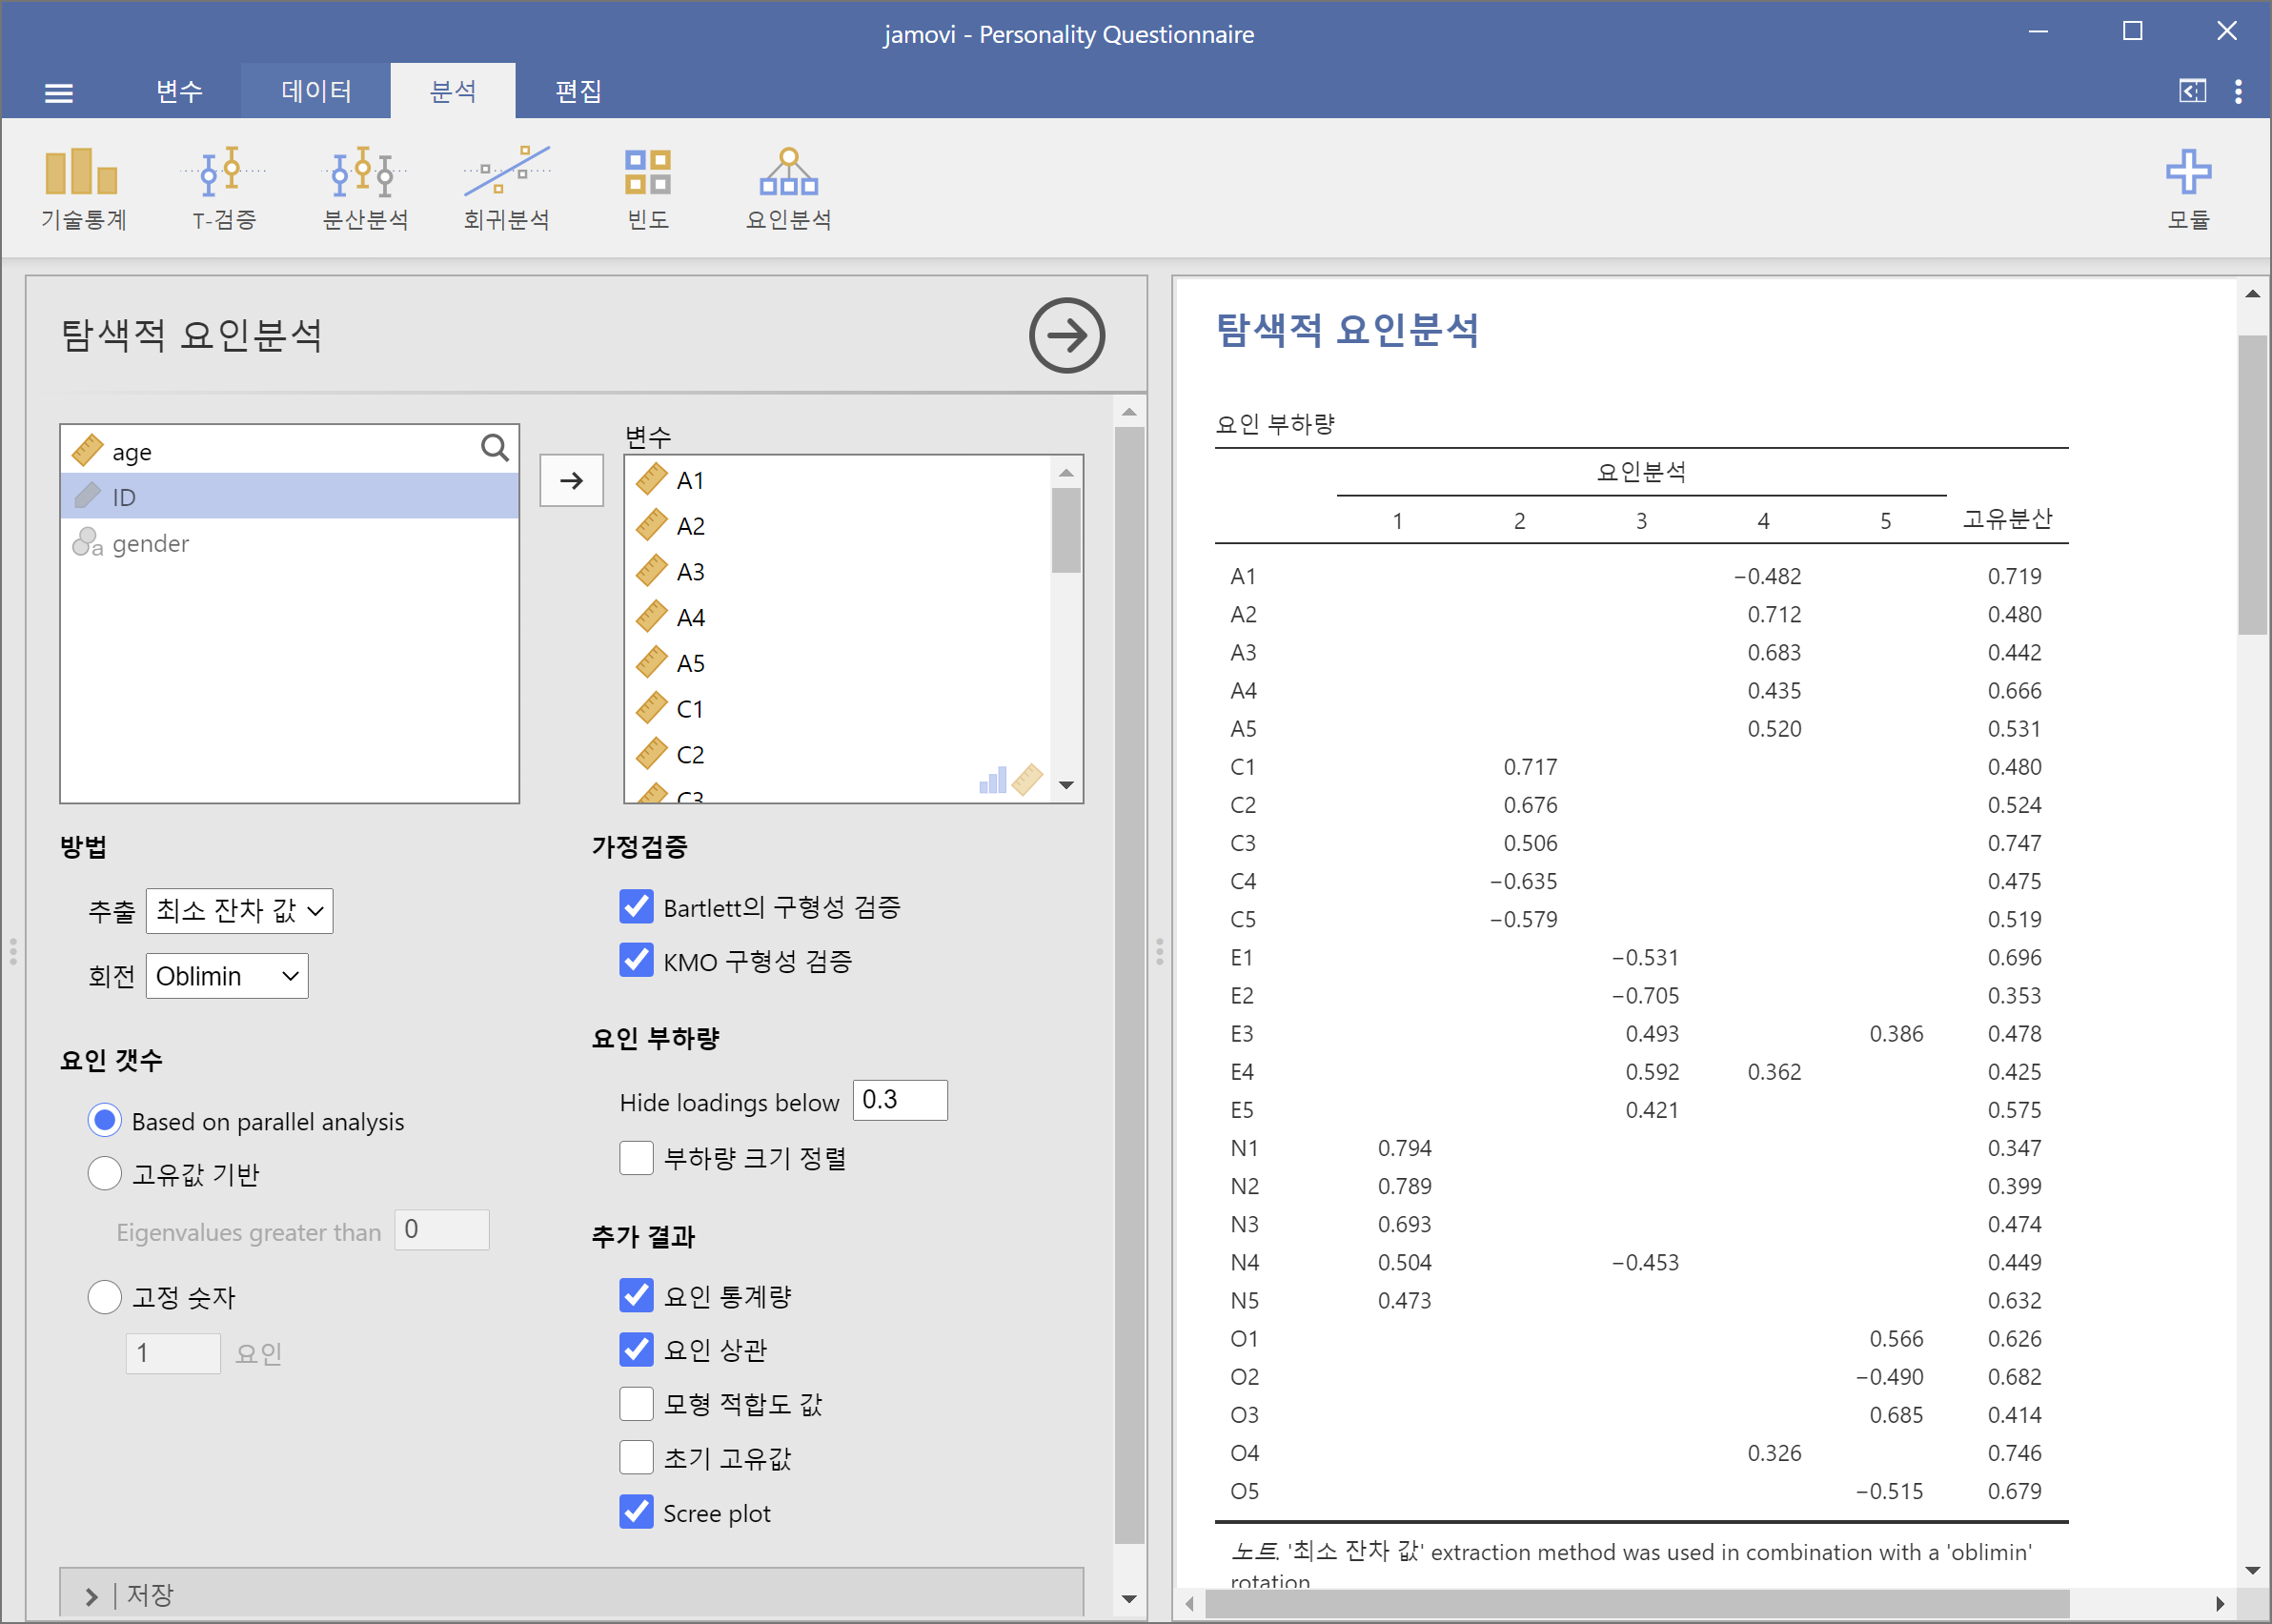 jamovi - Personality Questionnaire
변수 데이터 분석 편집
기술통계 T-검증 분산분석 회귀분석 빈도 요인분석 모듈
탐색적 요인분석
age
ID
gender
변수
A1
A2
A3
A4
A5
C1
C2
C3
방법
추출 최소 잔차 값
회전 Oblimin
요인 갯수
Based on parallel analysis
고유값 기반
Eigenvalues greater than 0
고정 숫자
1 요인
가정검증
Bartlett의 구형성 검증
KMO 구형성 검증
요인 부하량
Hide loadings below 0.3
부하량 크기 정렬
추가 결과
요인 통계량
요인 상관
모형 적합도 값
초기 고유값
Scree plot
저장
탐색적 요인분석
요인 부하량
요인분석
1 2 3 4 5 고유분산
A1 −0.482 0.719
A2 0.712 0.480
A3 0.683 0.442
A4 0.435 0.666
A5 0.520 0.531
C1 0.717 0.480
C2 0.676 0.524
C3 0.506 0.747
C4 −0.635 0.475
C5 −0.579 0.519
E1 −0.531 0.696
E2 −0.705 0.353
E3 0.493 0.386 0.478
E4 0.592 0.362 0.425
E5 0.421 0.575
N1 0.794 0.347
N2 0.789 0.399
N3 0.693 0.474
N4 0.504 −0.453 0.449
N5 0.473 0.632
O1 0.566 0.626
O2 −0.490 0.682
O3 0.685 0.414
O4 0.326 0.746
O5 −0.515 0.679
노트. '최소 잔차 값' extraction method was used in combination with a 'oblimin'
rotation